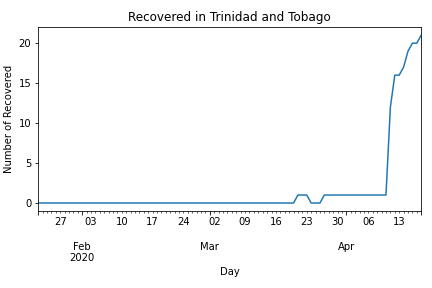 Recovered in Trinidad and Tobago
Number of Recovered
20
15
10
5
0
27 03 10 17 24 02 09 16 23 30 06 13
Feb Mar Apr
2020
Day